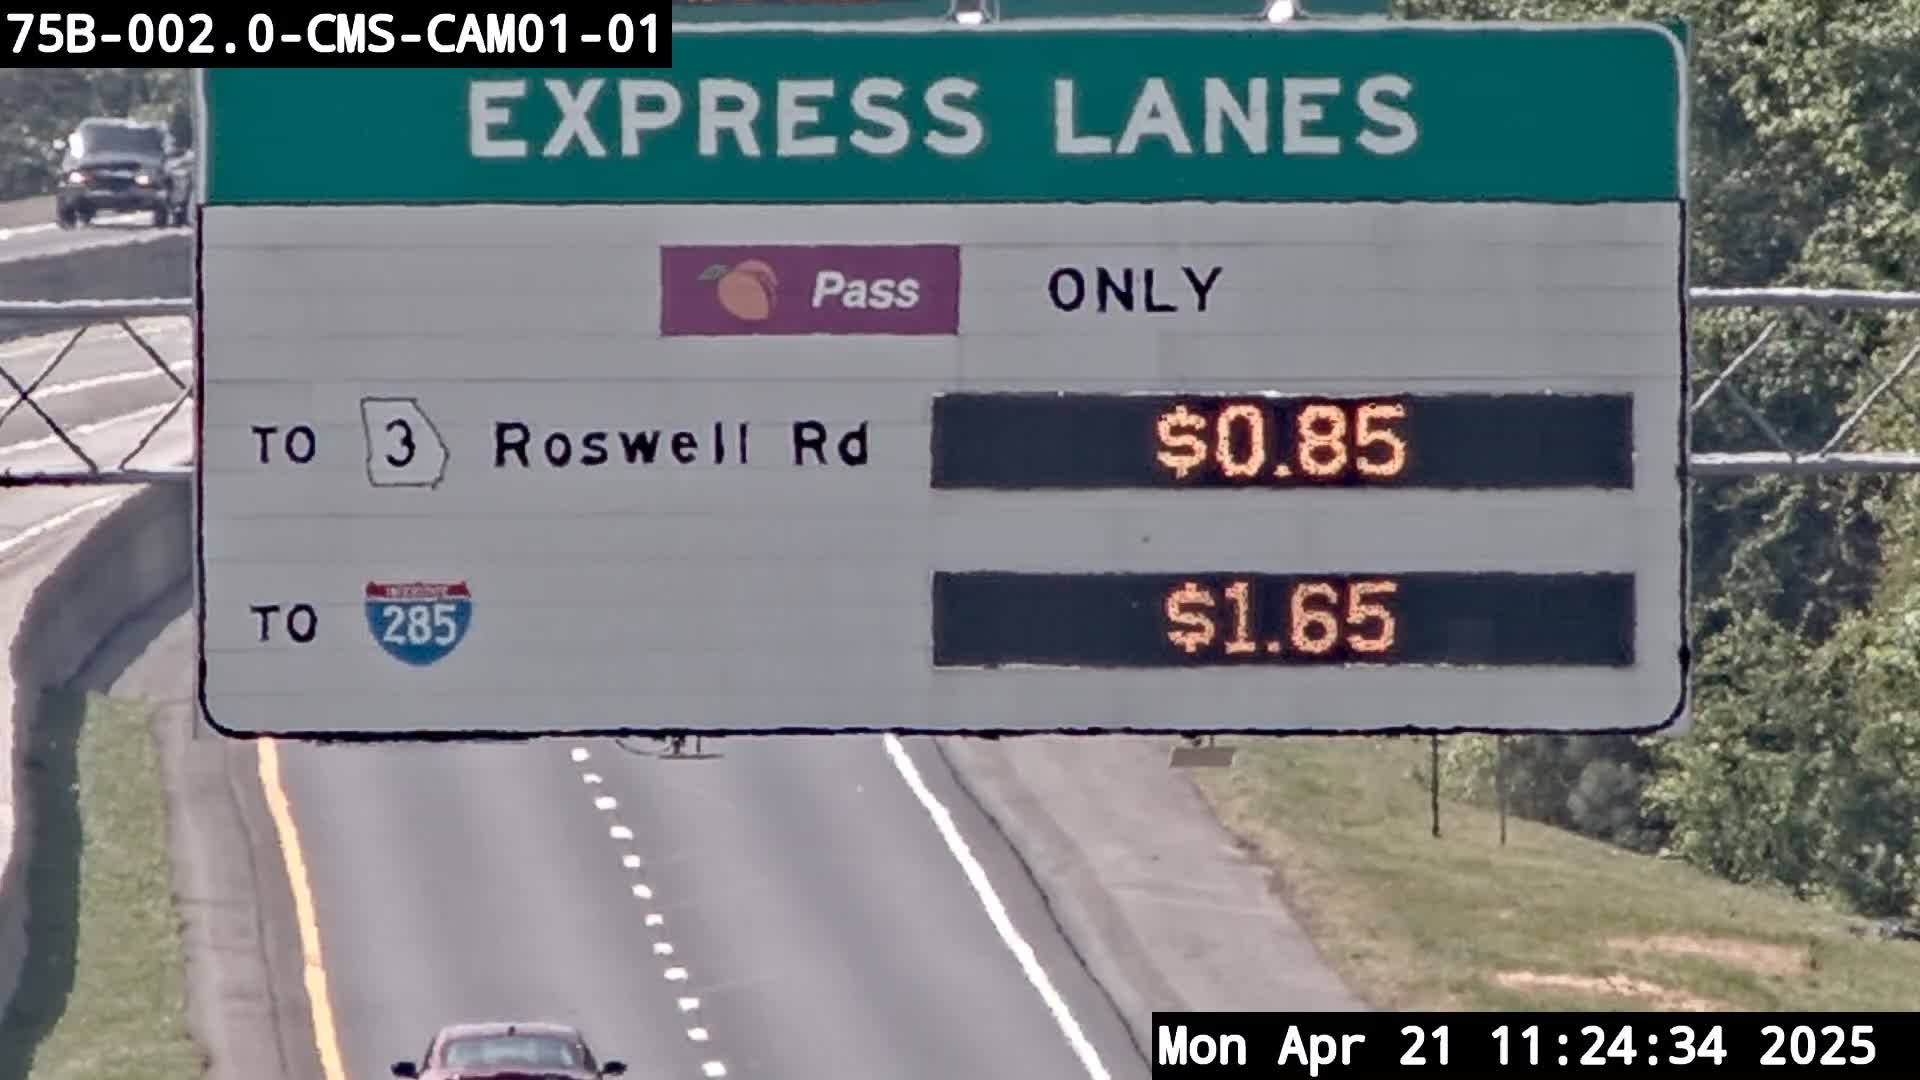 75B-002.0-CMS-CAM01-01
EXPRESS LANES
Pass ONLY
TO 3 Roswell Rd $0.85
INTERSTATE
TO 285 $1.65
Mon Apr 21 11:24:34 2025